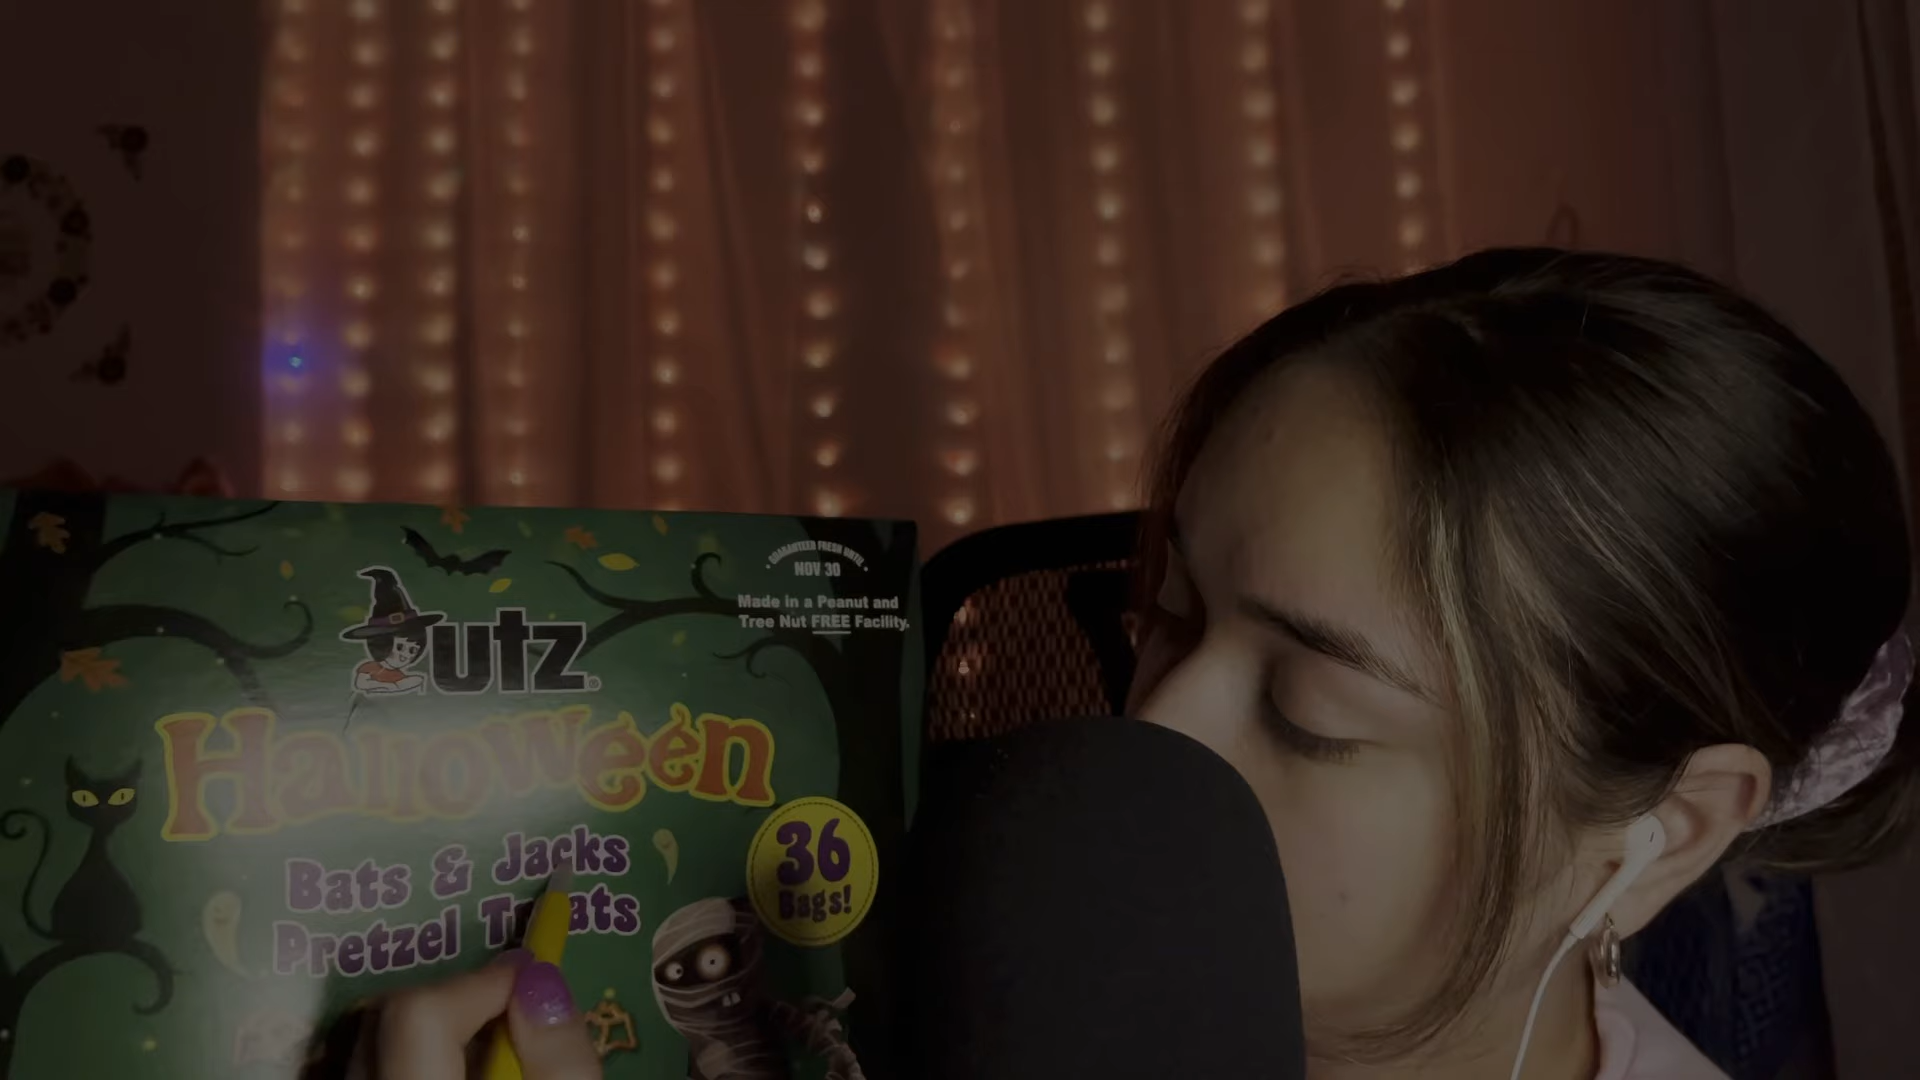 GUARANTEED FRESH UNTIL
NOV 30
Made in a Peanut and
Tree Nut FREE Facility.
utz®
Halloween
Bats & Jacks
Pretzel Treats
36
Bags!